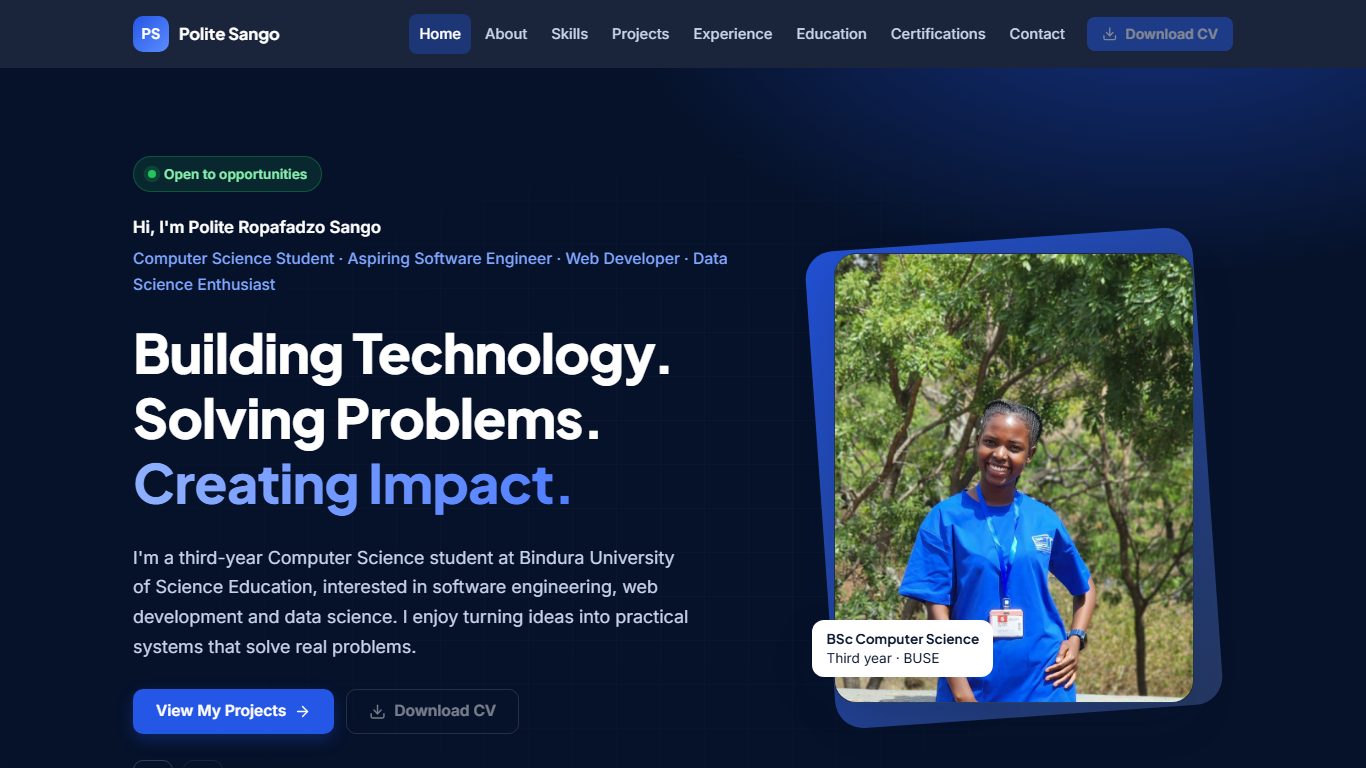 PS
Polite Sango
Home
About
Skills
Projects
Experience
Education
Certifications
Contact
Download CV
Open to opportunities
Hi, I'm Polite Ropafadzo Sango
Computer Science Student · Aspiring Software Engineer · Web Developer · Data
Science Enthusiast
Building Technology.
Solving Problems.
Creating Impact.
I'm a third-year Computer Science student at Bindura University
of Science Education, interested in software engineering, web
development and data science. I enjoy turning ideas into practical
systems that solve real problems.
View My Projects
Download CV
BSc Computer Science
Third year · BUSE